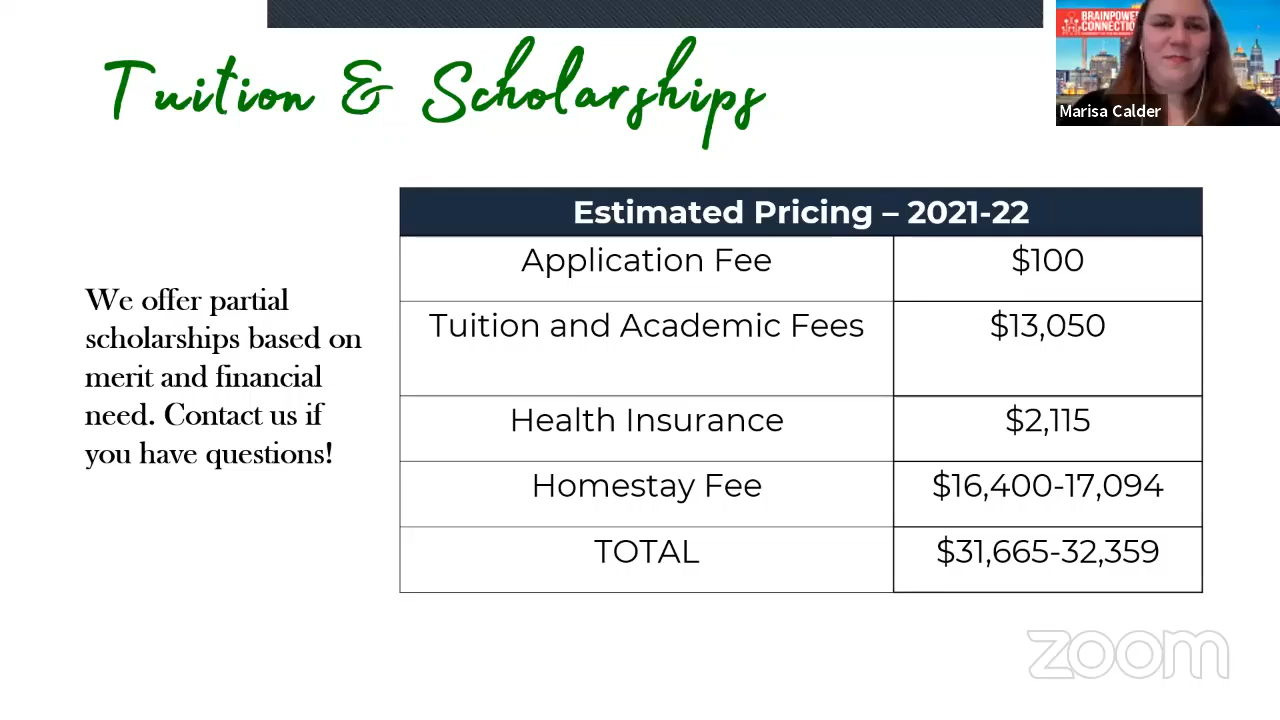 Tuition & Scholarships
BRAINPOWER
CONNECTION
Marisa Calder
Estimated Pricing – 2021-22
Application Fee $100
Tuition and Academic Fees $13,050
Health Insurance $2,115
Homestay Fee $16,400-17,094
TOTAL $31,665-32,359
We offer partial
scholarships based on
merit and financial
need. Contact us if
you have questions!
zoom